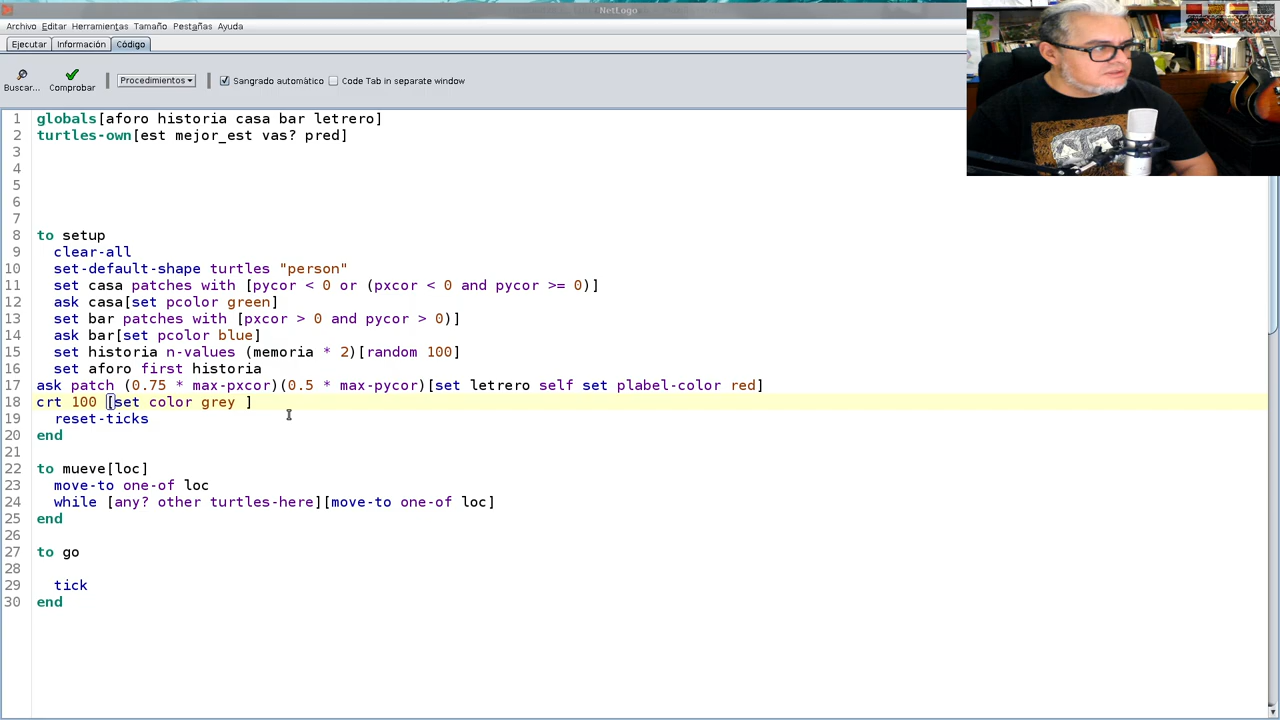 NetLogo
Archivo Editar Herramientas Tamaño Pestañas Ayuda
Ejecutar Información Código
Buscar... Comprobar Procedimientos Sangrado automático Code Tab in separate window
1 globals[aforo historia casa bar letrero]
2 turtles-own[est mejor_est vas? pred]
3
4
5
6
7
8 to setup
9 clear-all
10 set-default-shape turtles "person"
11 set casa patches with [pycor < 0 or (pxcor < 0 and pycor >= 0)]
12 ask casa[set pcolor green]
13 set bar patches with [pxcor > 0 and pycor > 0)]
14 ask bar[set pcolor blue]
15 set historia n-values (memoria * 2)[random 100]
16 set aforo first historia
17 ask patch (0.75 * max-pxcor)(0.5 * max-pycor)[set letrero self set plabel-color red]
18 crt 100 [set color grey ]
19 reset-ticks
20 end
21
22 to mueve[loc]
23 move-to one-of loc
24 while [any? other turtles-here][move-to one-of loc]
25 end
26
27 to go
28
29 tick
30 end